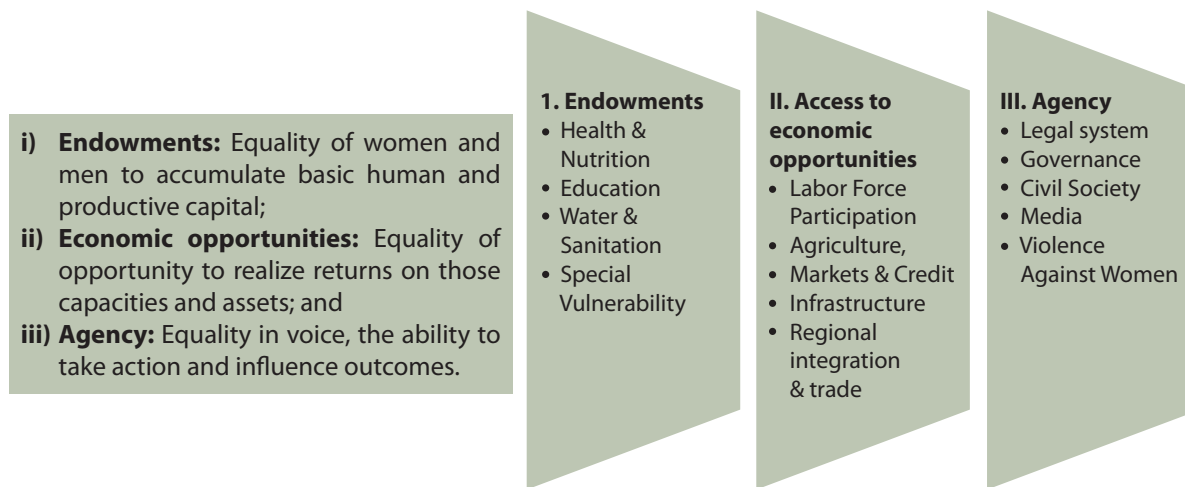 i) Endowments: Equality of women and
men to accumulate basic human and
productive capital;
ii) Economic opportunities: Equality of
opportunity to realize returns on those
capacities and assets; and
iii) Agency: Equality in voice, the ability to
take action and influence outcomes.
1. Endowments
• Health &
Nutrition
• Education
• Water &
Sanitation
• Special
Vulnerability
II. Access to
economic
opportunities
• Labor Force
Participation
• Agriculture,
• Markets & Credit
• Infrastructure
• Regional
integration
& trade
III. Agency
• Legal system
• Governance
• Civil Society
• Media
• Violence
Against Women